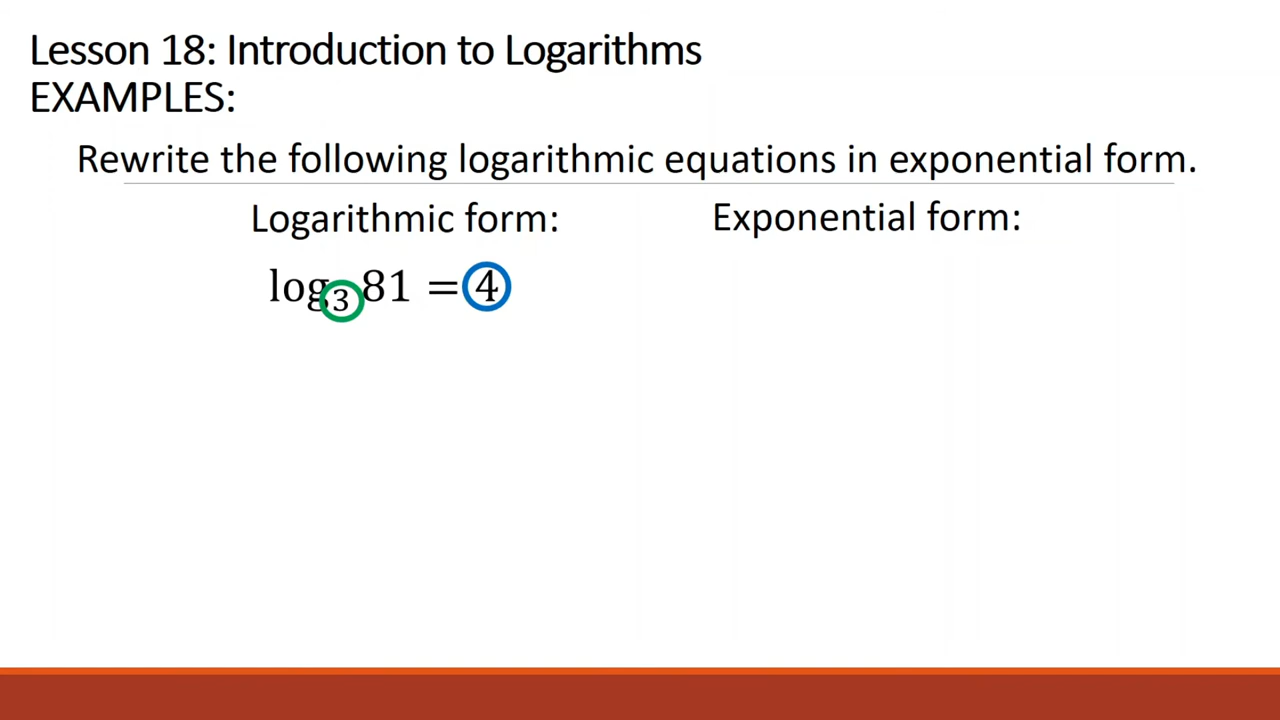 Lesson 18: Introduction to Logarithms
EXAMPLES:
Rewrite the following logarithmic equations in exponential form.
Logarithmic form: Exponential form:
log₃ 81 = 4